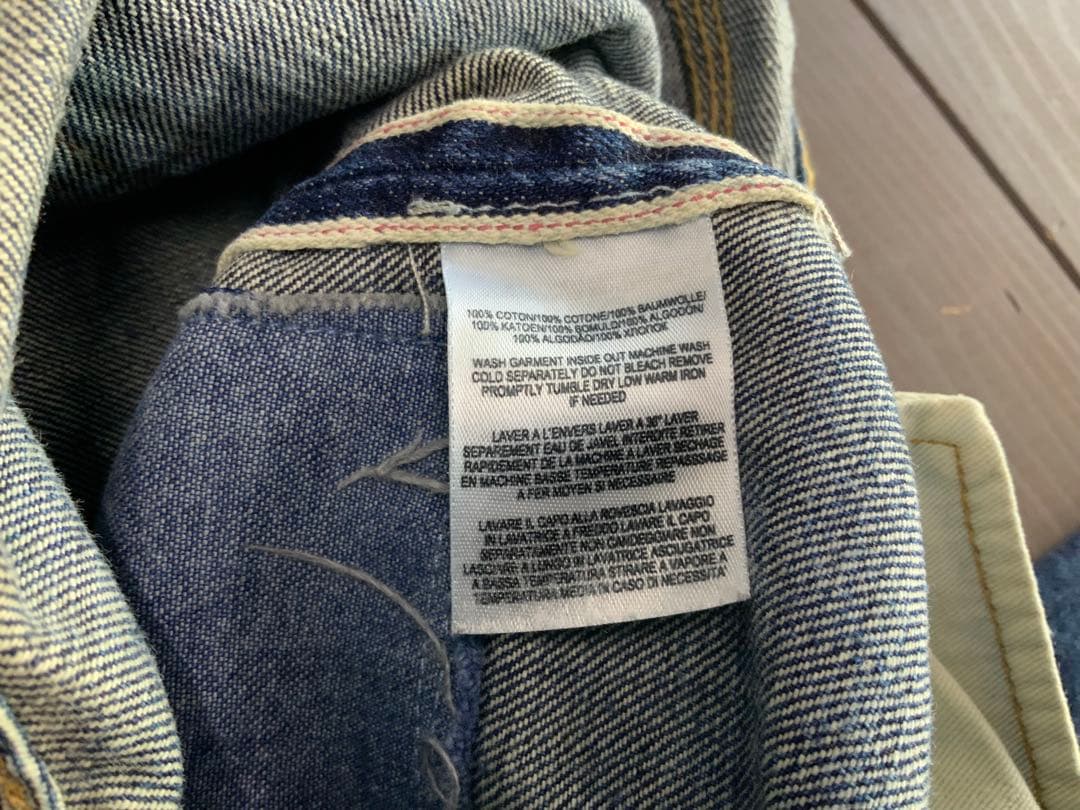 100% COTON/100% COTONE/100% BAUMWOLLE/
100% KATOEN/100% BOMULD/100% ALGODÓN/
100% ALGODAO/100% ХЛОПОК
WASH GARMENT INSIDE OUT MACHINE WASH
COLD SEPARATELY DO NOT BLEACH REMOVE
PROMPTLY TUMBLE DRY LOW WARM IRON
IF NEEDED
LAVER A L'ENVERS LAVER A 30° LAVER
SEPAREMENT EAU DE JAVEL INTERDITE RETIRER
RAPIDEMENT DE LA MACHINE A LAVER SECHAGE
EN MACHINE BASSE TEMPERATURE REPASSAGE
A FER MOYEN SI NECESSAIRE
LAVARE IL CAPO ALLA ROVESCIA LAVAGGIO
IN LAVATRICE A FREDDO LAVARE IL CAPO
SEPARATAMENTE NON CANDEGGIARE NON
LASCIARE A LUNGO IN LAVATRICE ASCIUGATRICE
A BASSA TEMPERATURA STIRARE A VAPORE A
TEMPERATURA MEDIA IN CASO DI NECESSITA'